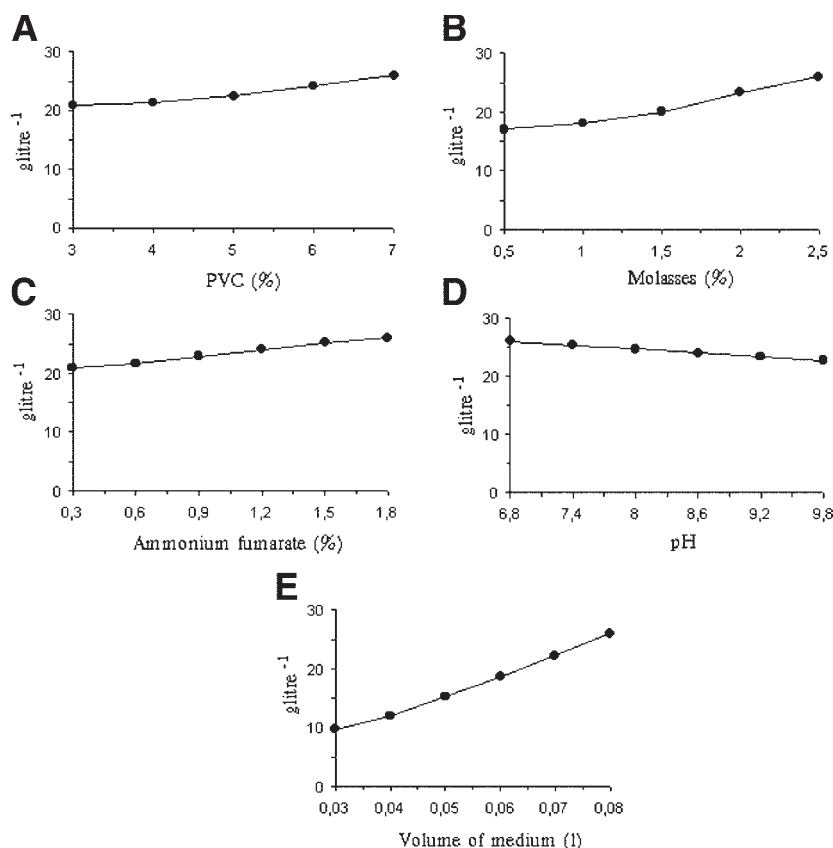 A
30
20
10
0
glitre -1
3 4 5 6 7
PVC (%)
B
30
20
10
0
glitre -1
0,5 1 1,5 2 2,5
Molasses (%)
C
30
20
10
0
glitre -1
0,3 0,6 0,9 1,2 1,5 1,8
Ammonium fumarate (%)
D
30
20
10
0
glitre -1
6,8 7,4 8 8,6 9,2 9,8
pH
E
30
20
10
0
glitre -1
0,03 0,04 0,05 0,06 0,07 0,08
Volume of medium (l)